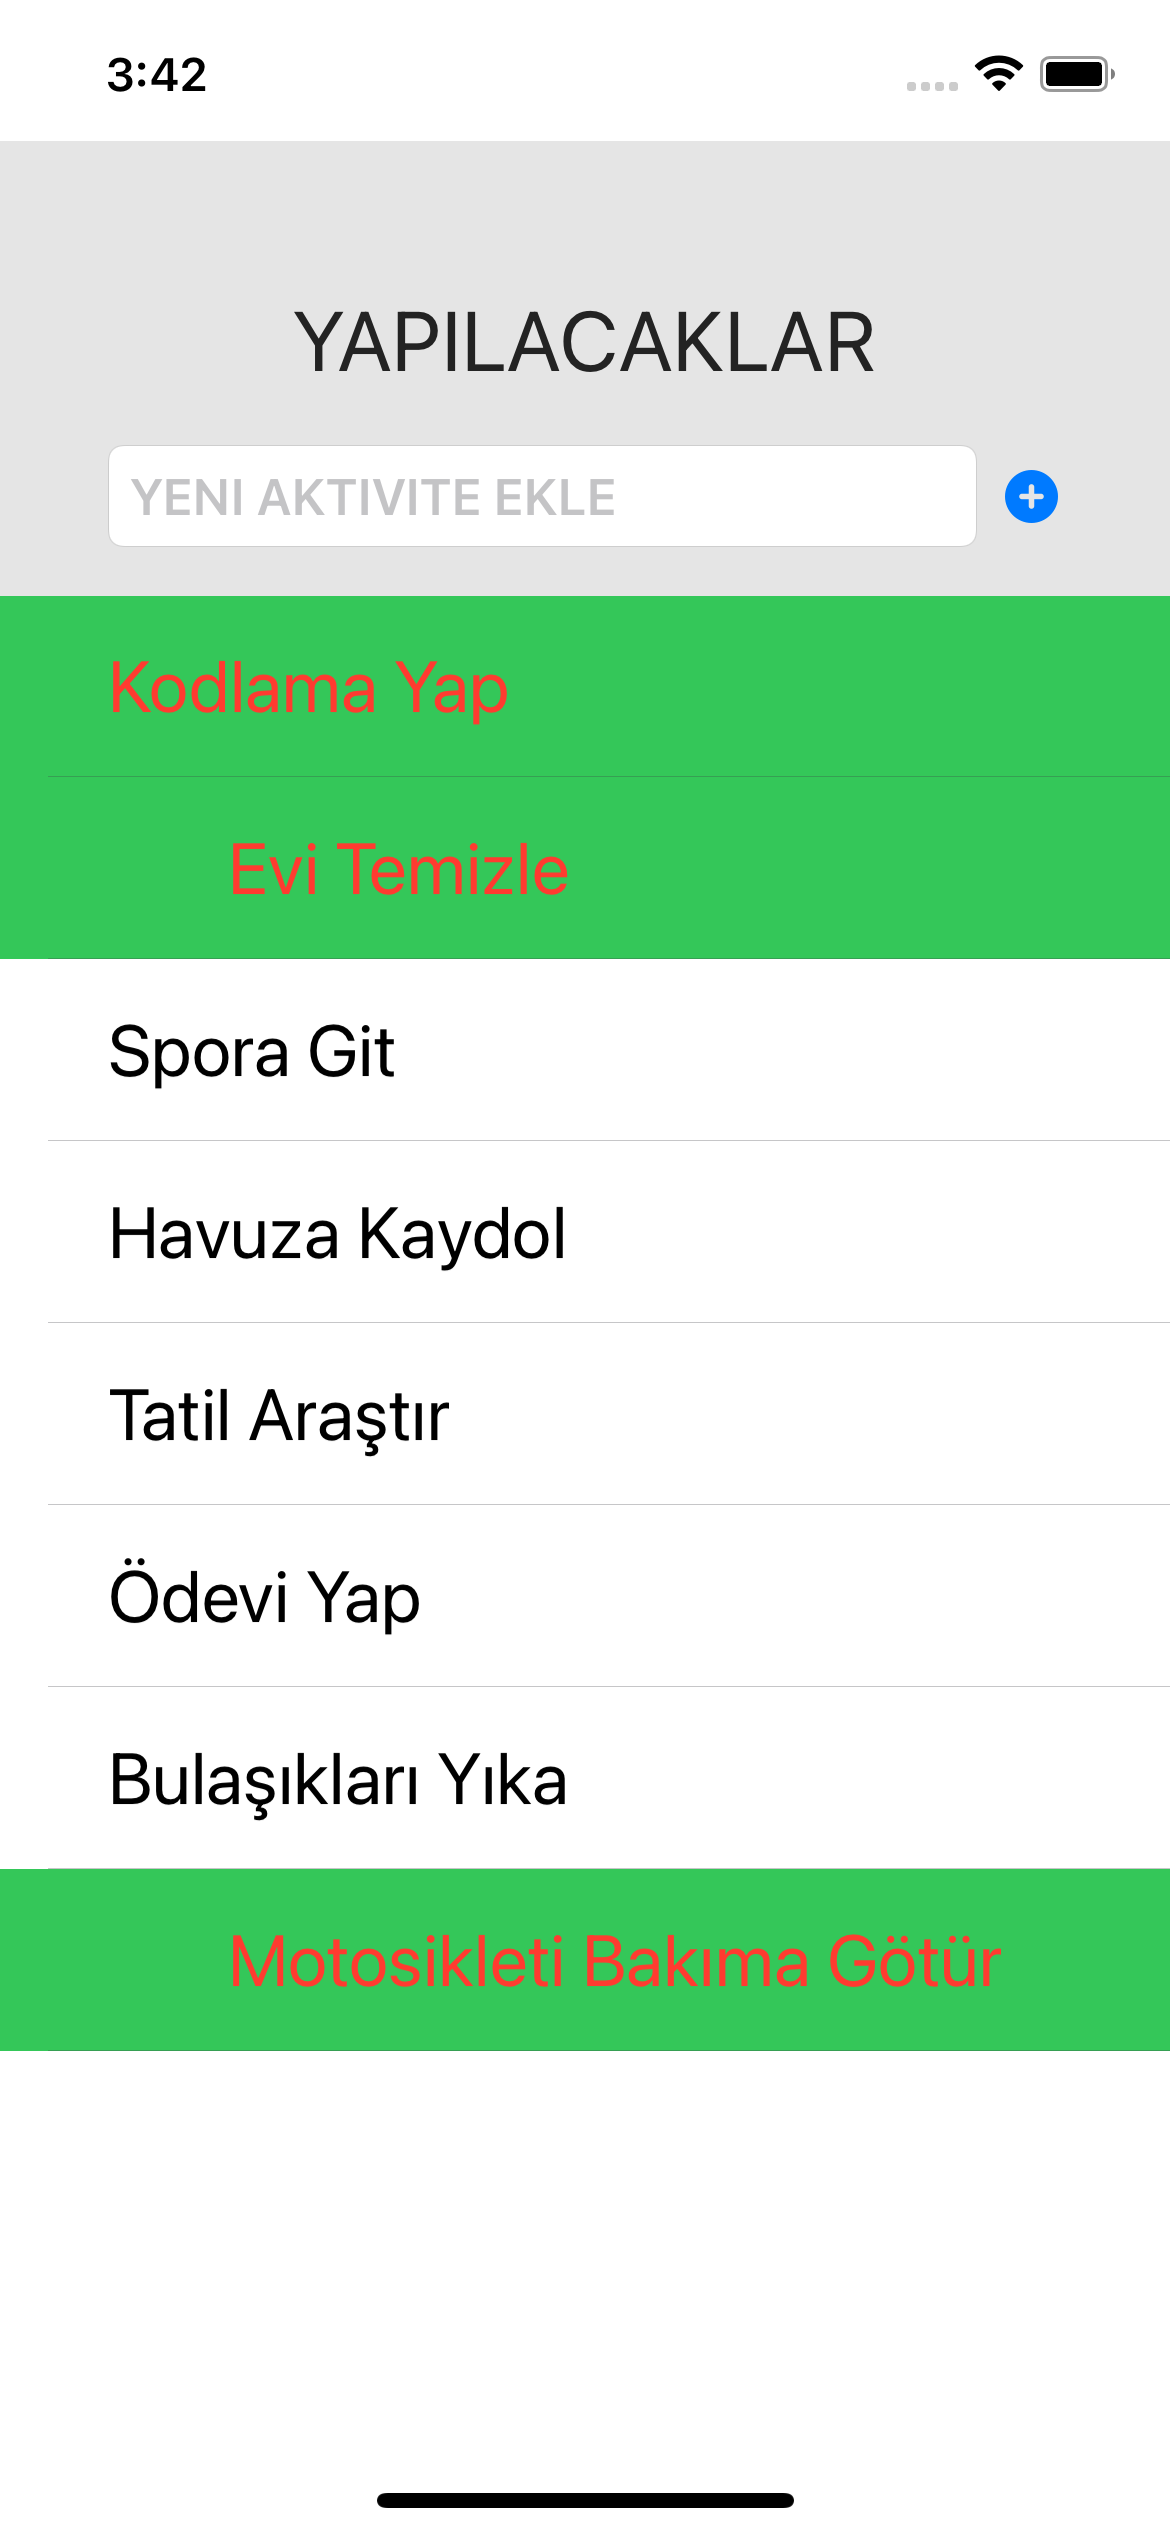 3:42
YAPILACAKLAR
YENI AKTIVITE EKLE
Kodlama Yap
Evi Temizle
Spora Git
Havuza Kaydol
Tatil Araştır
Ödevi Yap
Bulaşıkları Yıka
Motosikleti Bakıma Götür